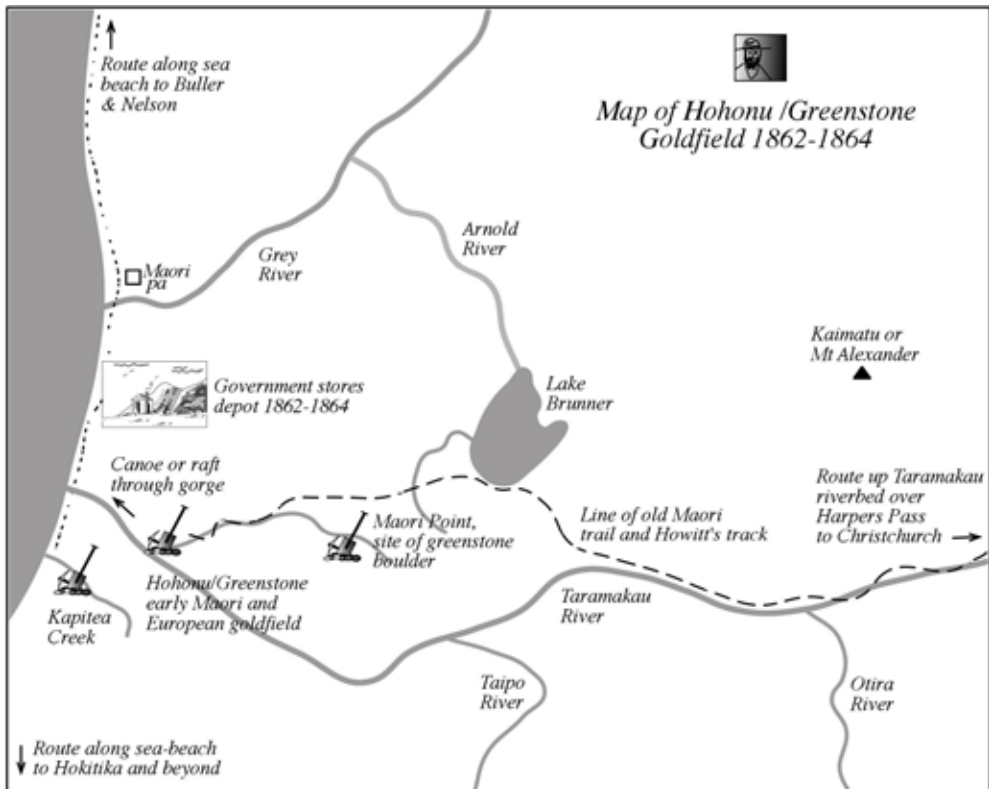 Map of Hohonu /Greenstone
Goldfield 1862-1864
Route along sea
beach to Buller
& Nelson
Arnold
River
Grey
River
Maori
pa
Kaimatu or
Mt Alexander
Government stores
depot 1862-1864
Lake
Brunner
Canoe or raft
through gorge
Route up Taramakau
riverbed over
Harpers Pass
to Christchurch
Maori Point,
site of greenstone
boulder
Line of old Maori
trail and Howitt's track
Hohonu/Greenstone
early Maori and
European goldfield
Taramakau
River
Kapitea
Creek
Taipo
River
Otira
River
Route along sea-beach
to Hokitika and beyond